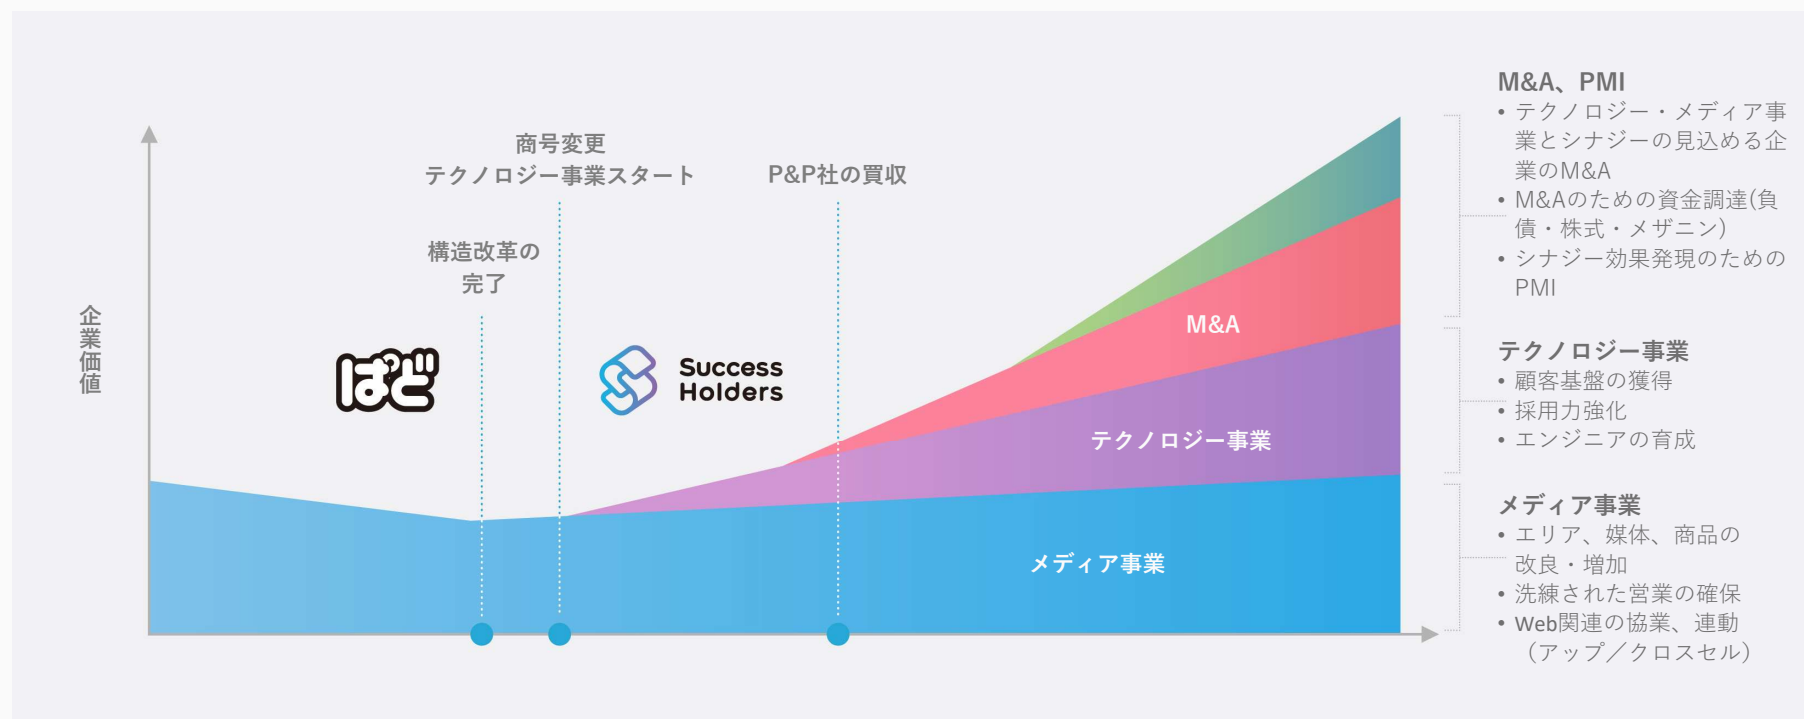 企業価値
ぱど
構造改革の
完了
商号変更
テクノロジー事業スタート
Success
Holders
P&P社の買収
M&A
テクノロジー事業
メディア事業
M&A、PMI
• テクノロジー・メディア事
業とシナジーの見込める企
業のM&A
• M&Aのための資金調達(負
債・株式・メザニン)
• シナジー効果発現のための
PMI
テクノロジー事業
• 顧客基盤の獲得
• 採用力強化
• エンジニアの育成
メディア事業
• エリア、媒体、商品の
改良・増加
• 洗練された営業の確保
• Web関連の協業、連動
（アップ／クロスセル）